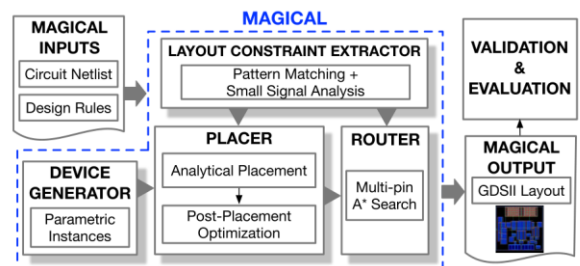 MAGICAL
MAGICAL
INPUTS
Circuit Netlist
Design Rules
LAYOUT CONSTRAINT EXTRACTOR
Pattern Matching +
Small Signal Analysis
DEVICE
GENERATOR
Parametric
Instances
PLACER
Analytical Placement
Post-Placement
Optimization
ROUTER
Multi-pin
A* Search
VALIDATION
&
EVALUATION
MAGICAL
OUTPUT
GDSII Layout